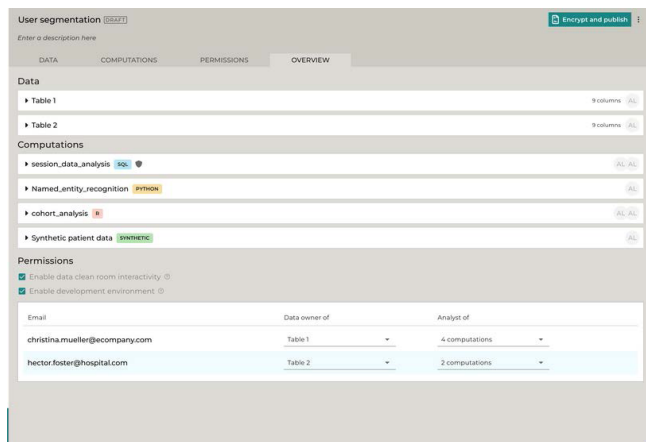 User segmentation DRAFT
Encrypt and publish
Enter a description here
DATA COMPUTATIONS PERMISSIONS OVERVIEW
Data
Table 1 9 columns AL
Table 2 9 columns AL
Computations
session_data_analysis SQL AL AL
Named_entity_recognition PYTHON AL
cohort_analysis R AL AL
Synthetic patient data SYNTHETIC AL
Permissions
Enable data clean room interactivity
Enable development environment
Email Data owner of Analyst of
christina.mueller@ecompany.com Table 1 4 computations
hector.foster@hospital.com Table 2 2 computations